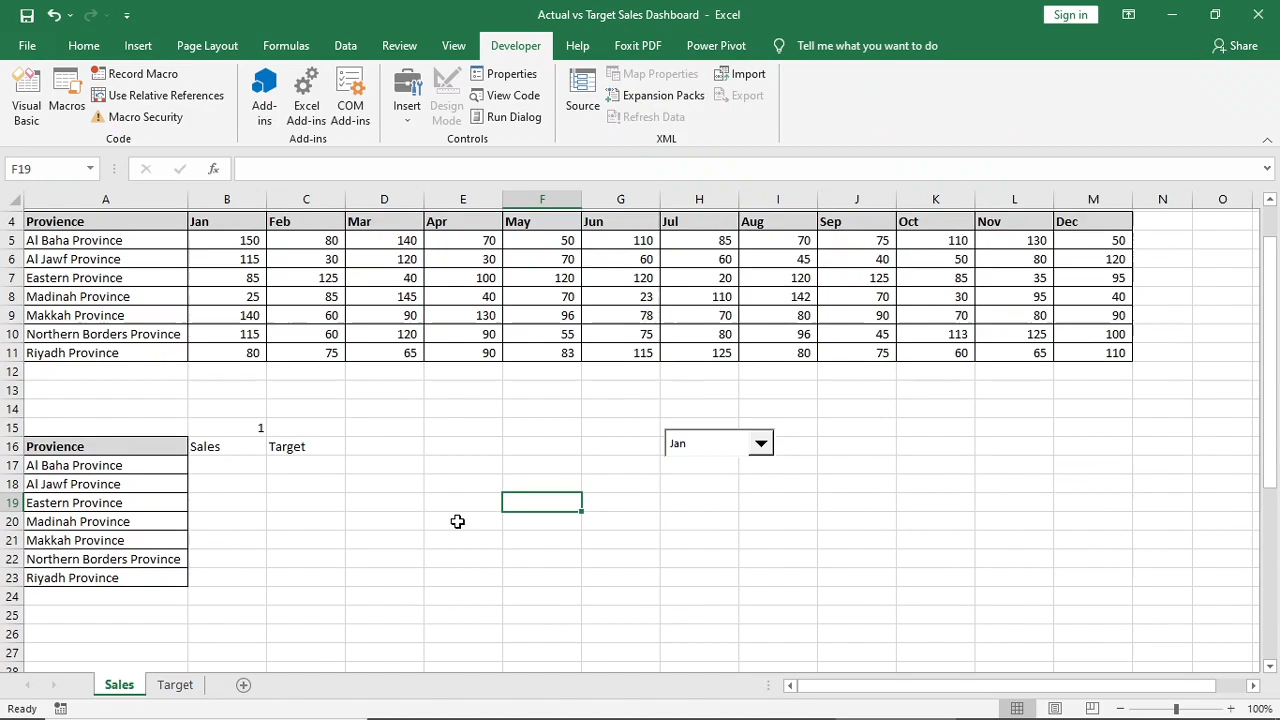 Actual vs Target Sales Dashboard - Excel
Sign in
File Home Insert Page Layout Formulas Data Review View Developer Help Foxit PDF Power Pivot Tell me what you want to do Share
Visual Basic
Macros
Record Macro
Use Relative References
Macro Security
Code
Add-ins
Excel Add-ins
COM Add-ins
Add-ins
Insert
Design Mode
Properties
View Code
Run Dialog
Controls
Source
Map Properties
Expansion Packs
Refresh Data
Import
Export
XML
F19
fx
A B C D E F G H I J K L M N O
4 Provience Jan Feb Mar Apr May Jun Jul Aug Sep Oct Nov Dec
5 Al Baha Province 150 80 140 70 50 110 85 70 75 110 130 50
6 Al Jawf Province 115 30 120 30 70 60 60 45 40 50 80 120
7 Eastern Province 85 125 40 100 120 120 20 120 125 85 35 95
8 Madinah Province 25 85 145 40 70 23 110 142 70 30 95 40
9 Makkah Province 140 60 90 130 96 78 70 80 90 70 80 90
10 Northern Borders Province 115 60 120 90 55 75 80 96 45 113 125 100
11 Riyadh Province 80 75 65 90 83 115 125 80 75 60 65 110
12
13
14
15 1 Jan
16 Provience Sales Target
17 Al Baha Province
18 Al Jawf Province
19 Eastern Province
20 Madinah Province
21 Makkah Province
22 Northern Borders Province
23 Riyadh Province
24
25
26
27
28
Sales Target
Ready
100%